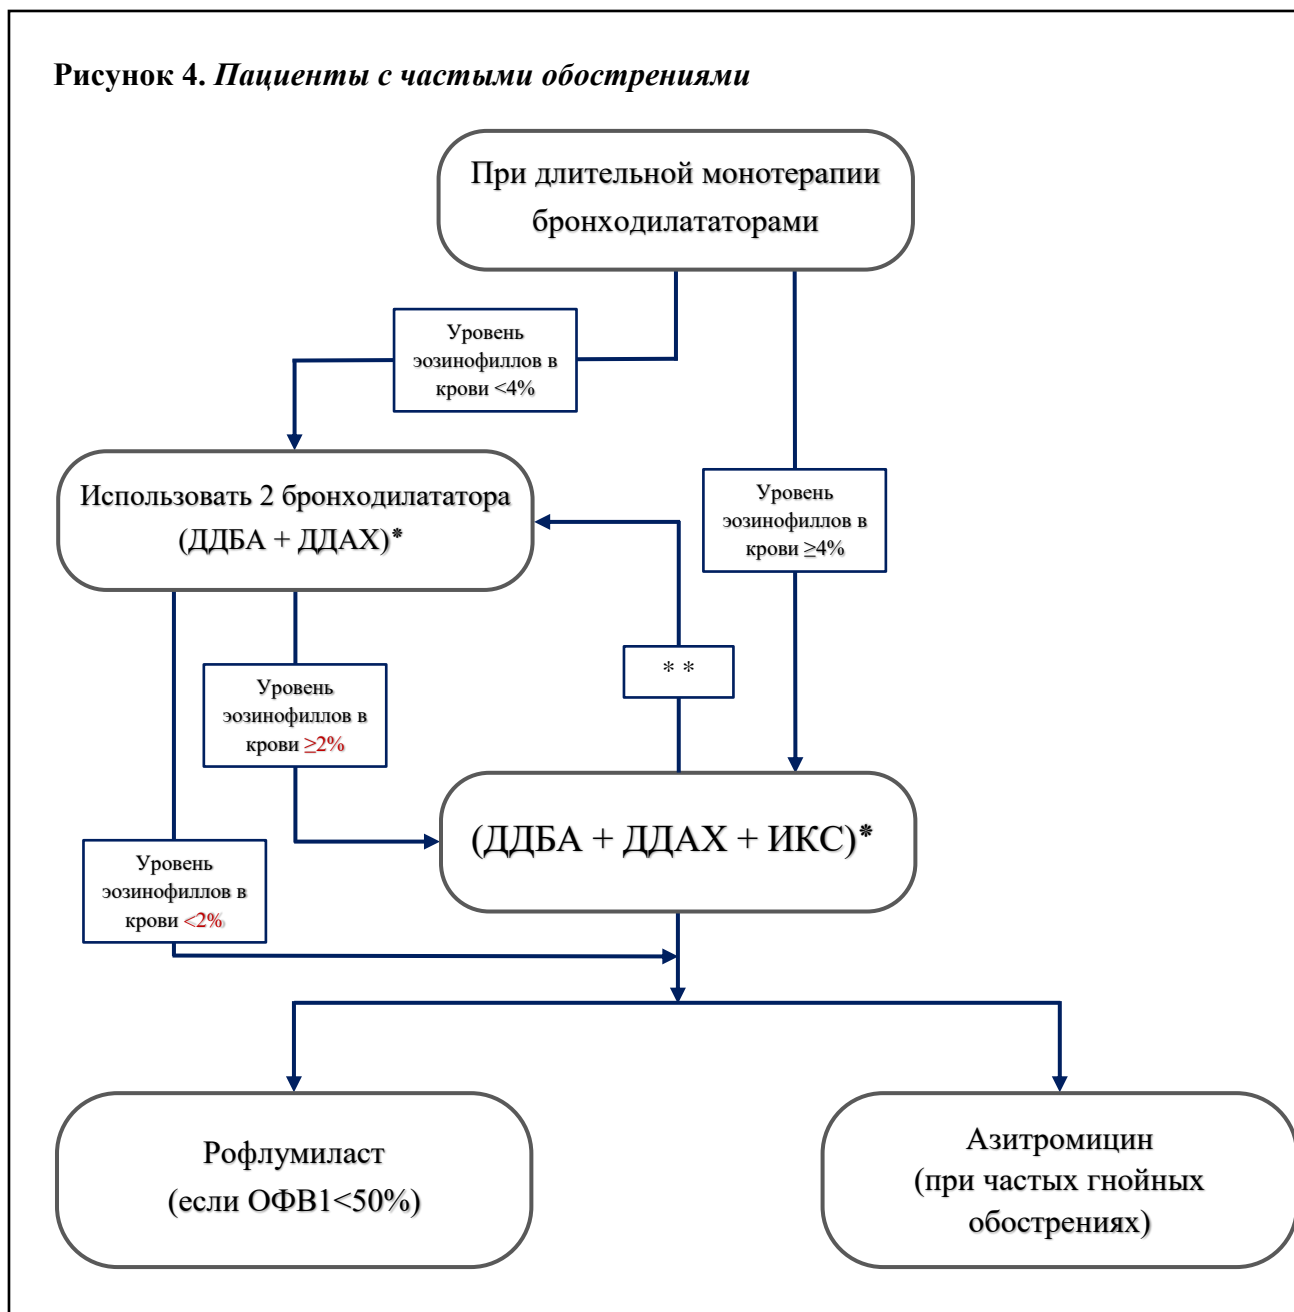 Рисунок 4. Пациенты с частыми обострениями
При длительной монотерапии
бронходилататорами
Уровень
эозинофиллов в
крови <4%
Использовать 2 бронходилататора
(ДДБА + ДДАХ)*
Уровень
эозинофиллов в
крови ≥4%
* *
Уровень
эозинофиллов в
крови ≥2%
(ДДБА + ДДАХ + ИКС)*
Уровень
эозинофиллов в
крови <2%
Рофлумиласт
(если ОФВ1<50%)
Азитромицин
(при частых гнойных
обострениях)